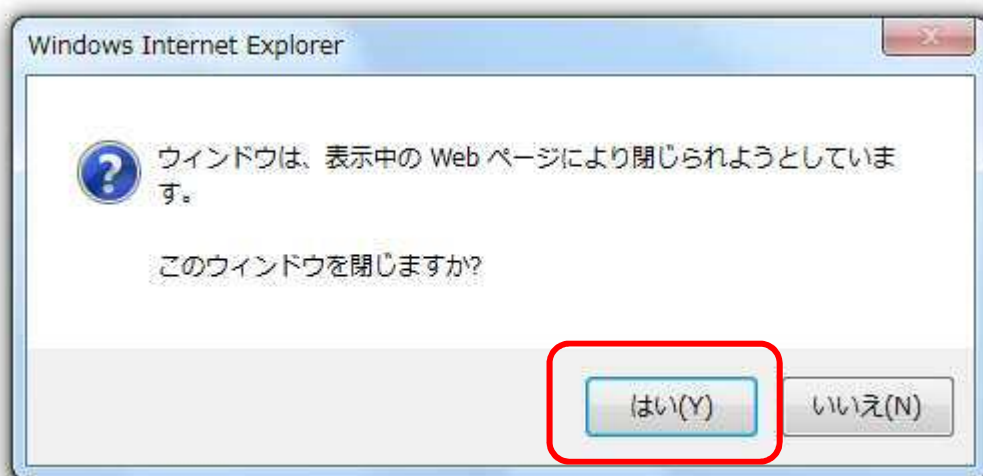 Windows Internet Explorer
ウィンドウは、表示中の Web ページにより閉じられようとしていま
す。
このウィンドウを閉じますか?
はい(Y) いいえ(N)